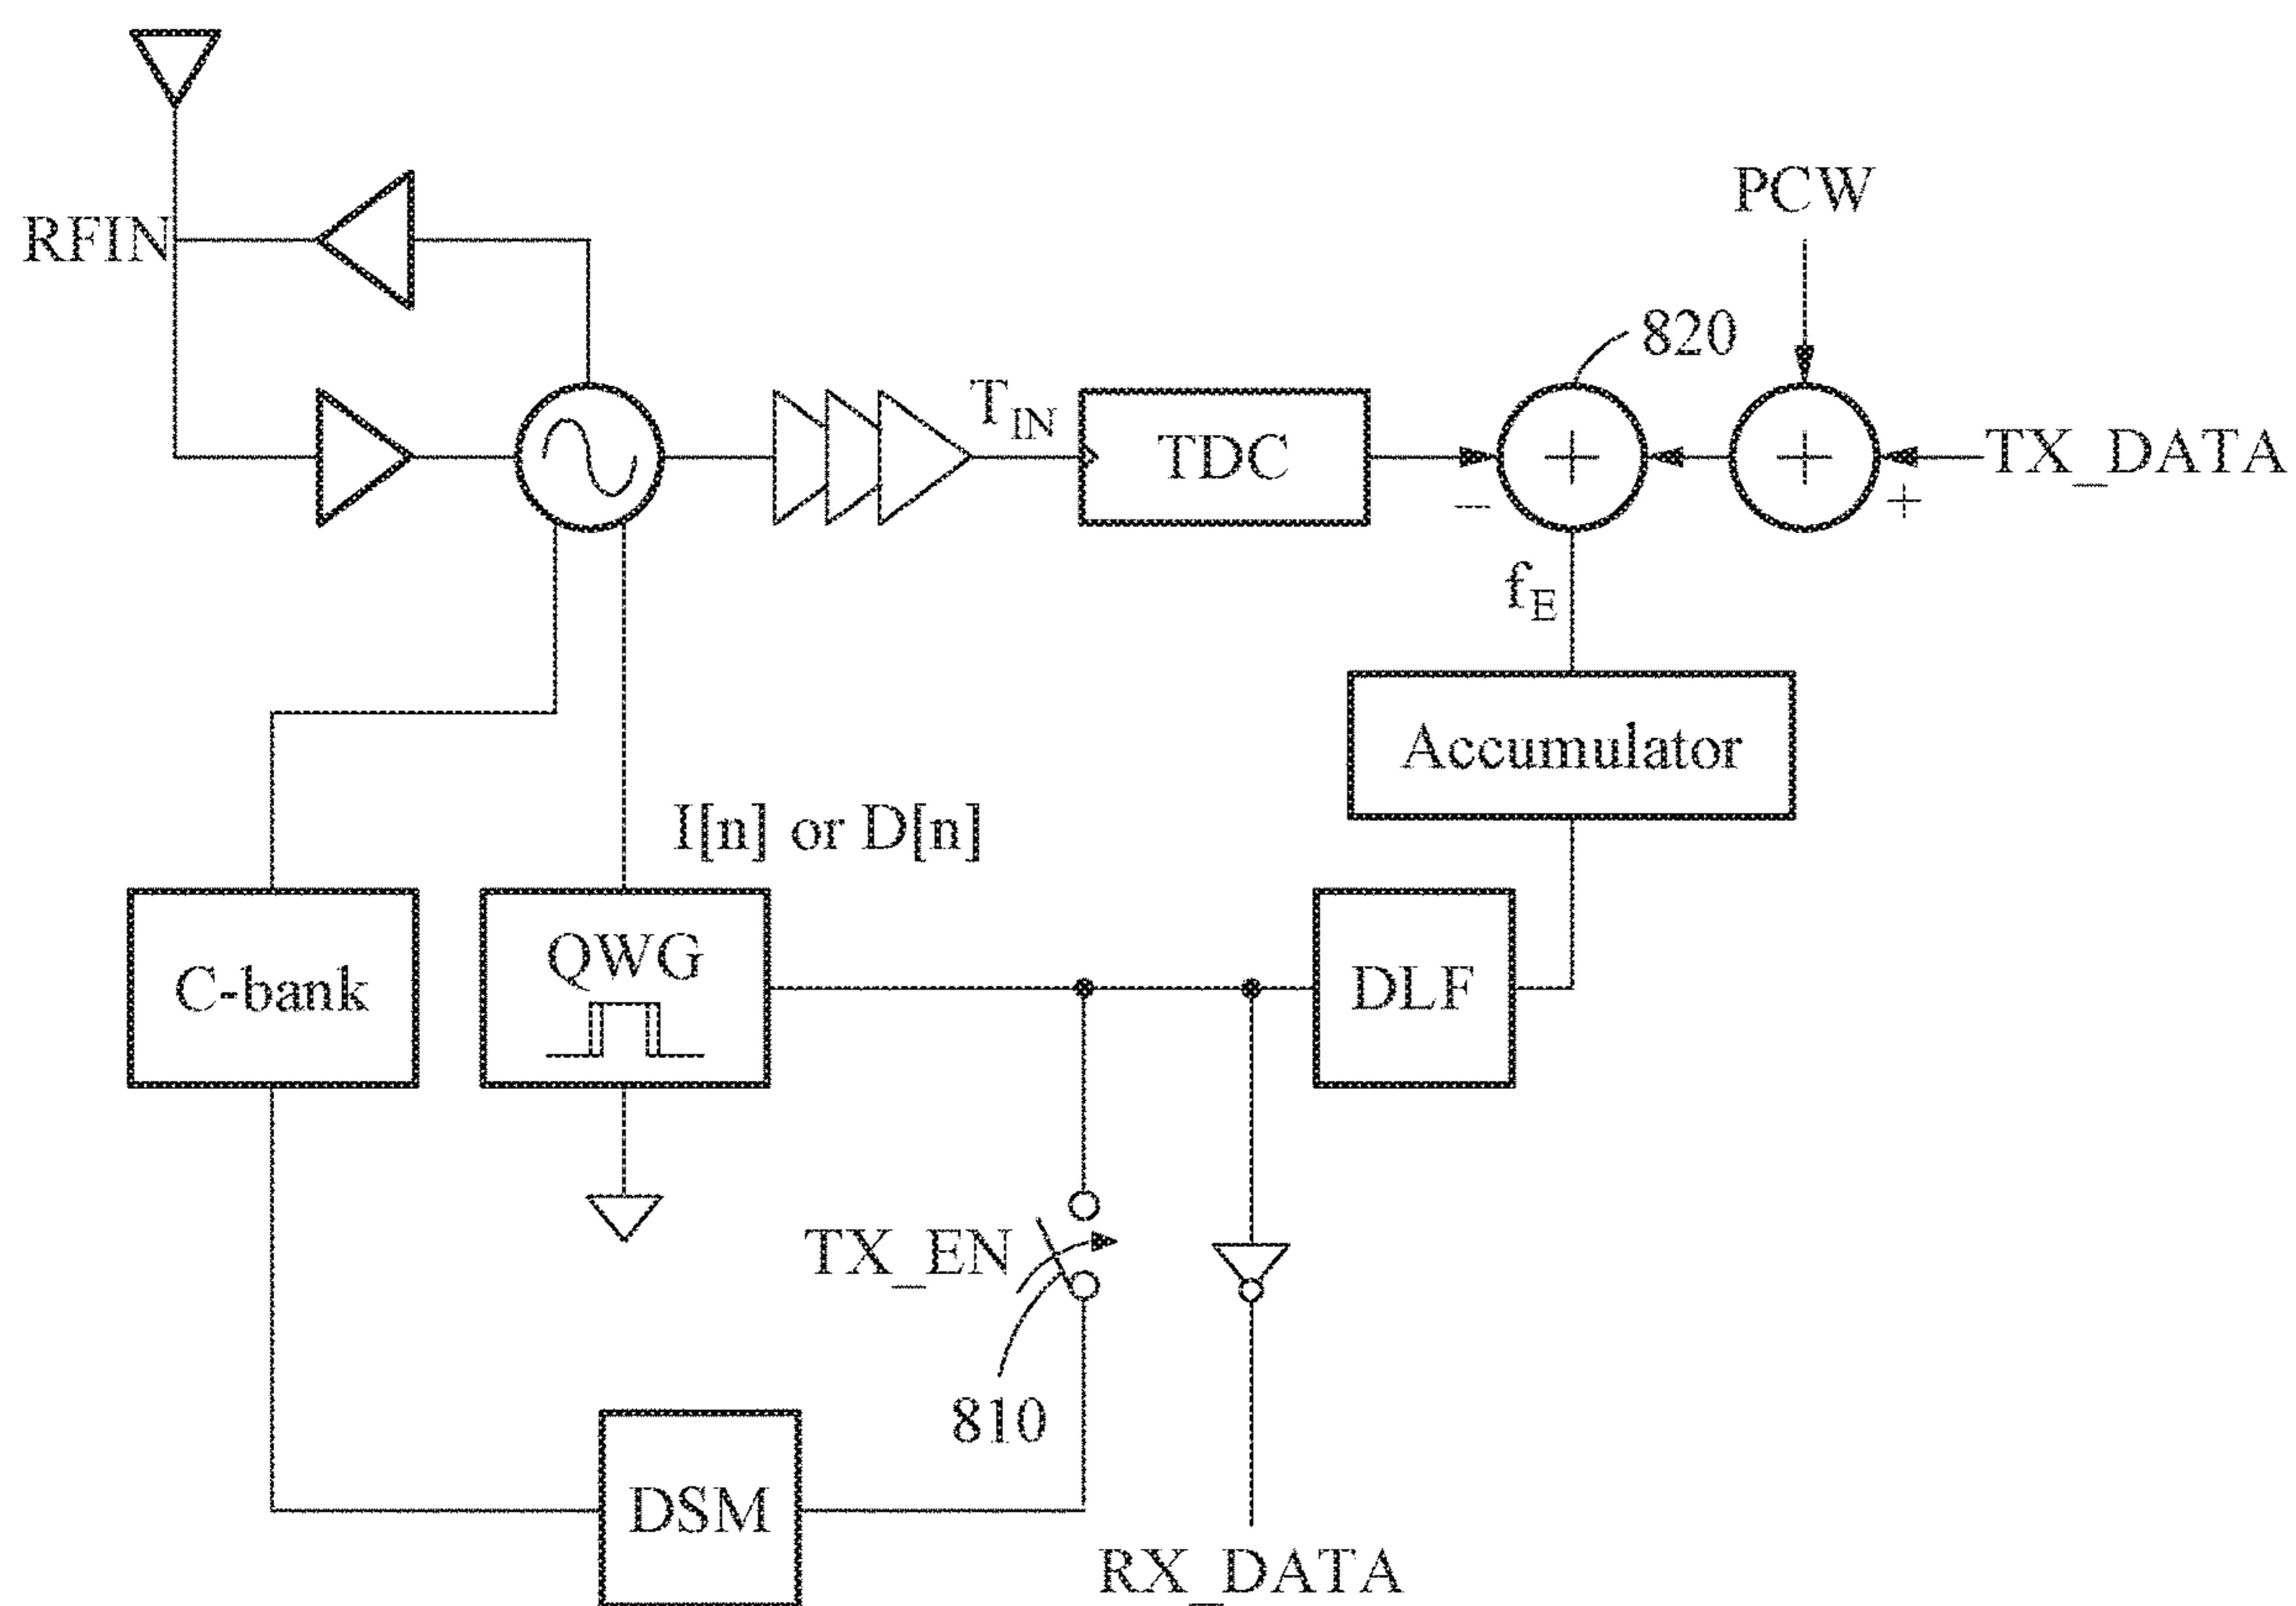 PCW
RFIN
820
T_IN
TDC
TX_DATA
+
+
+
−
f_E
Accumulator
I[n] or D[n]
C-bank
QWG
DLF
TX_EN
810
DSM
RX_DATA